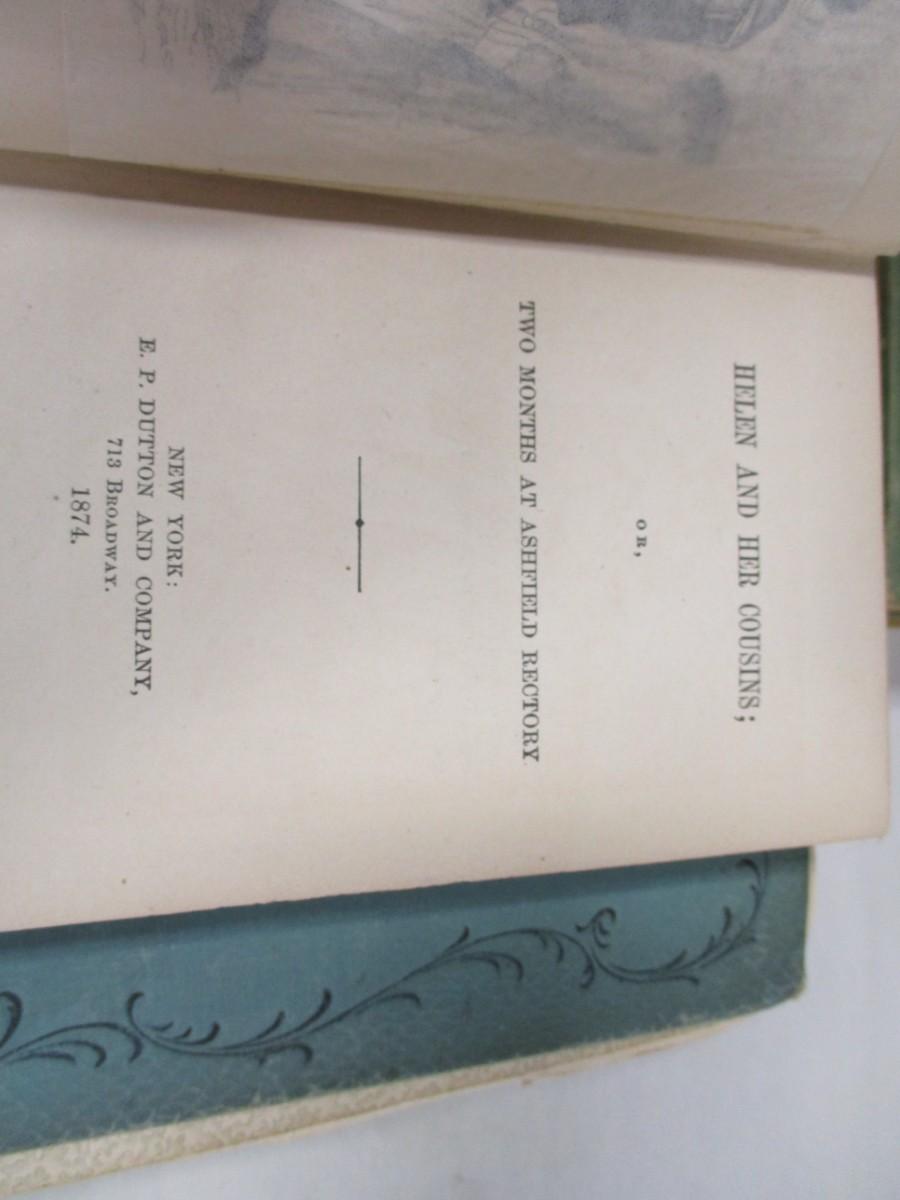 HELEN AND HER COUSINS;
OR,
TWO MONTHS AT ASHFIELD RECTORY
NEW YORK:
E. P. DUTTON AND COMPANY,
713 BROADWAY.
1874.